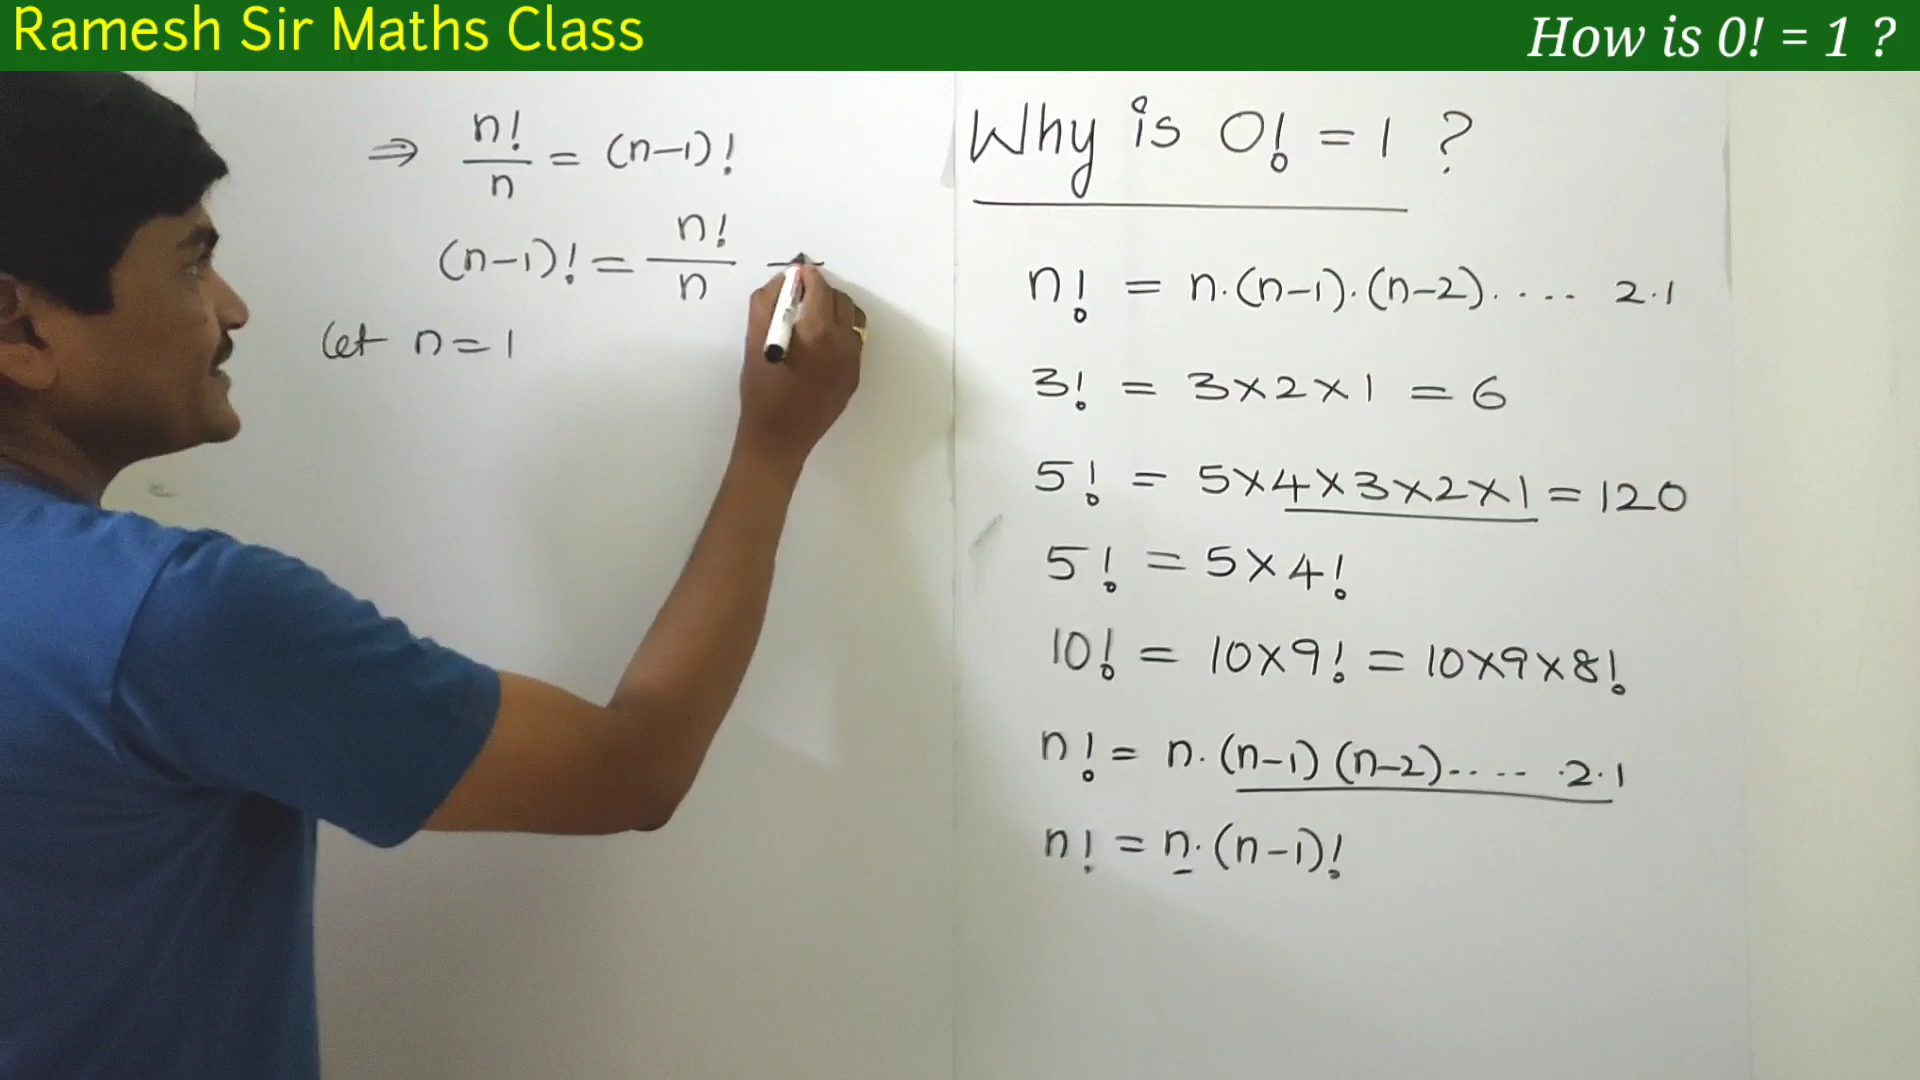 Ramesh Sir Maths Class
How is 0! = 1 ?
⇒ n!/n = (n-1)!
(n-1)! = n!/n —
let n = 1
Why is 0! = 1 ?
n! = n.(n-1).(n-2)..... 2.1
3! = 3×2×1 = 6
5! = 5×4×3×2×1 = 120
5! = 5×4!
10! = 10×9! = 10×9×8!
n! = n.(n-1)(n-2)..... .2.1
n! = n.(n-1)!